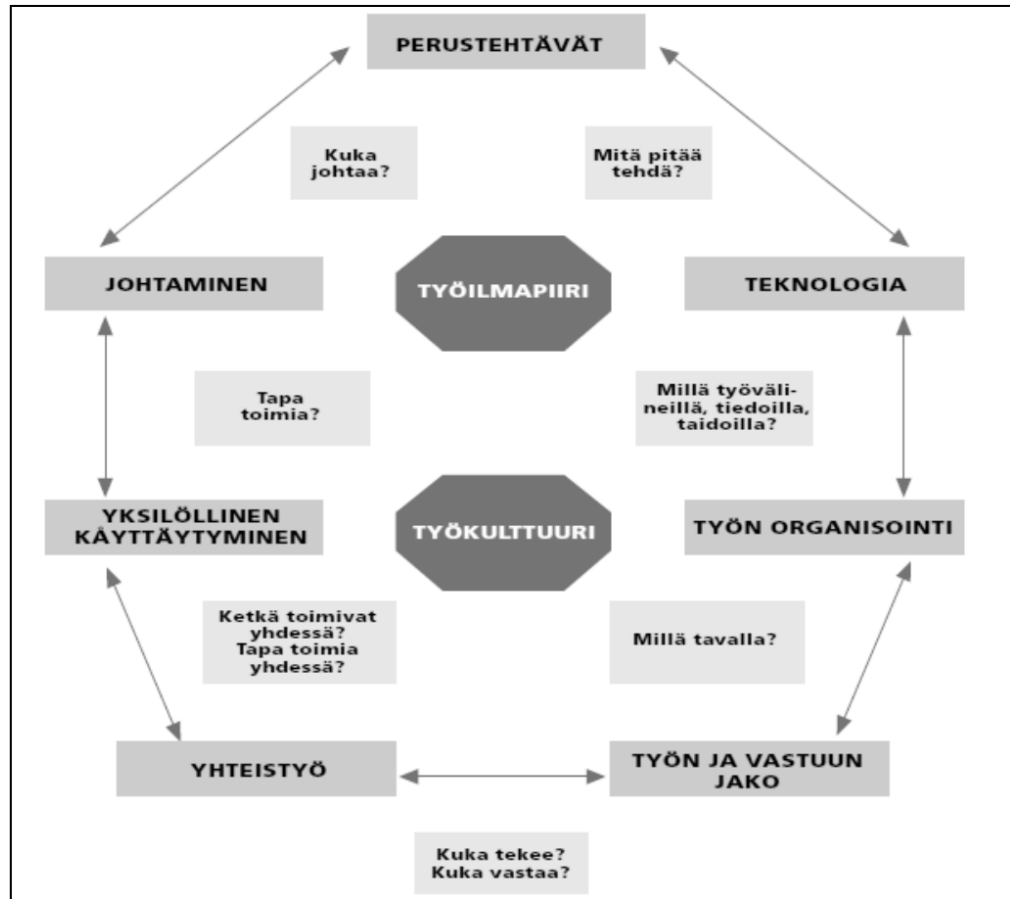 PERUSTEHTÄVÄT
Kuka
johtaa?
Mitä pitää
tehdä?
JOHTAMINEN
TYÖILMAPIIRI
TEKNOLOGIA
Tapa
toimia?
Millä työväli-
neillä, tiedoilla,
taidoilla?
YKSILÖLLINEN
KÄYTTÄYTYMINEN
TYÖKULTTUURI
TYÖN ORGANISOINTI
Ketkä toimivat
yhdessä?
Tapa toimia
yhdessä?
Millä tavalla?
YHTEISTYÖ
TYÖN JA VASTUUN
JAKO
Kuka tekee?
Kuka vastaa?